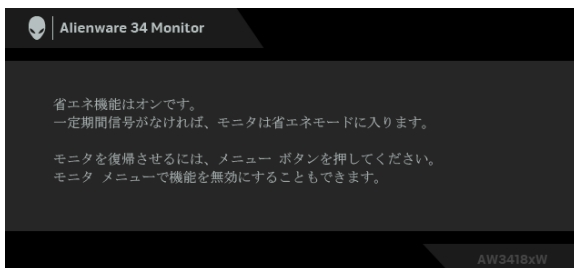 Alienware 34 Monitor
省エネ機能はオンです。
一定期間信号がなければ、モニタは省エネモードに入ります。
モニタを復帰させるには、メニュー ボタンを押してください。
モニタ メニューで機能を無効にすることもできます。
AW3418xW